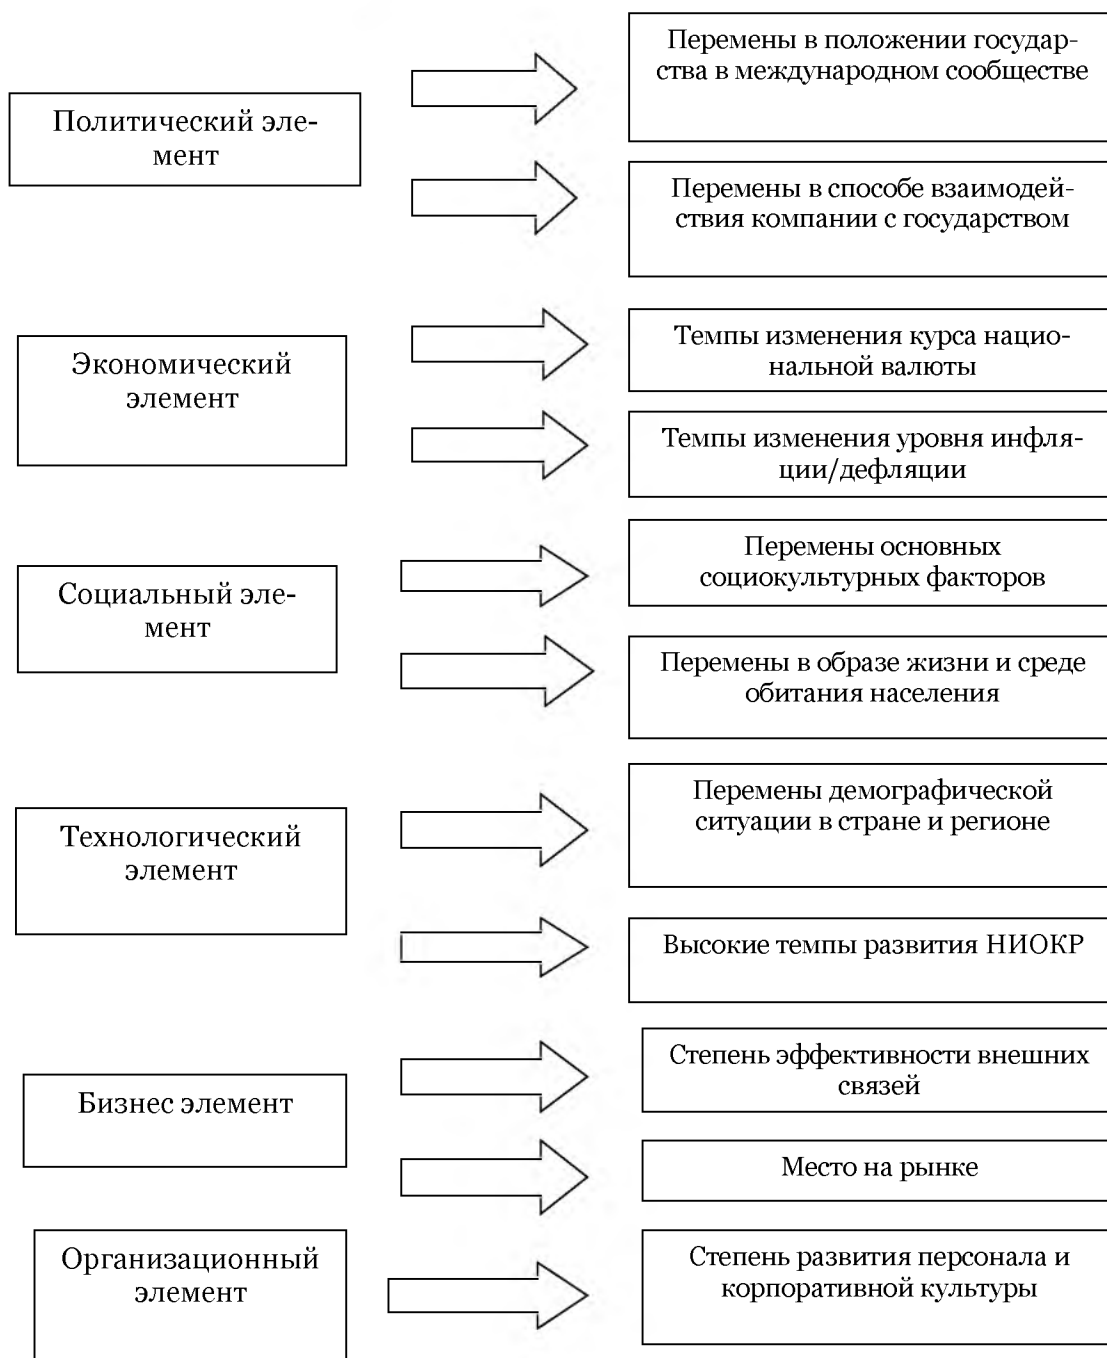 Политический эле-
мент
Перемены в положении государ-
ства в международном сообществе
Перемены в способе взаимодей-
ствия компании с государством
Экономический
элемент
Темпы изменения курса нацио-
нальной валюты
Темпы изменения уровня инфля-
ции/дефляции
Социальный эле-
мент
Перемены основных
социокультурных факторов
Перемены в образе жизни и среде
обитания населения
Технологический
элемент
Перемены демографической
ситуации в стране и регионе
Высокие темпы развития НИОКР
Бизнес элемент
Степень эффективности внешних
связей
Место на рынке
Организационный
элемент
Степень развития персонала и
корпоративной культуры